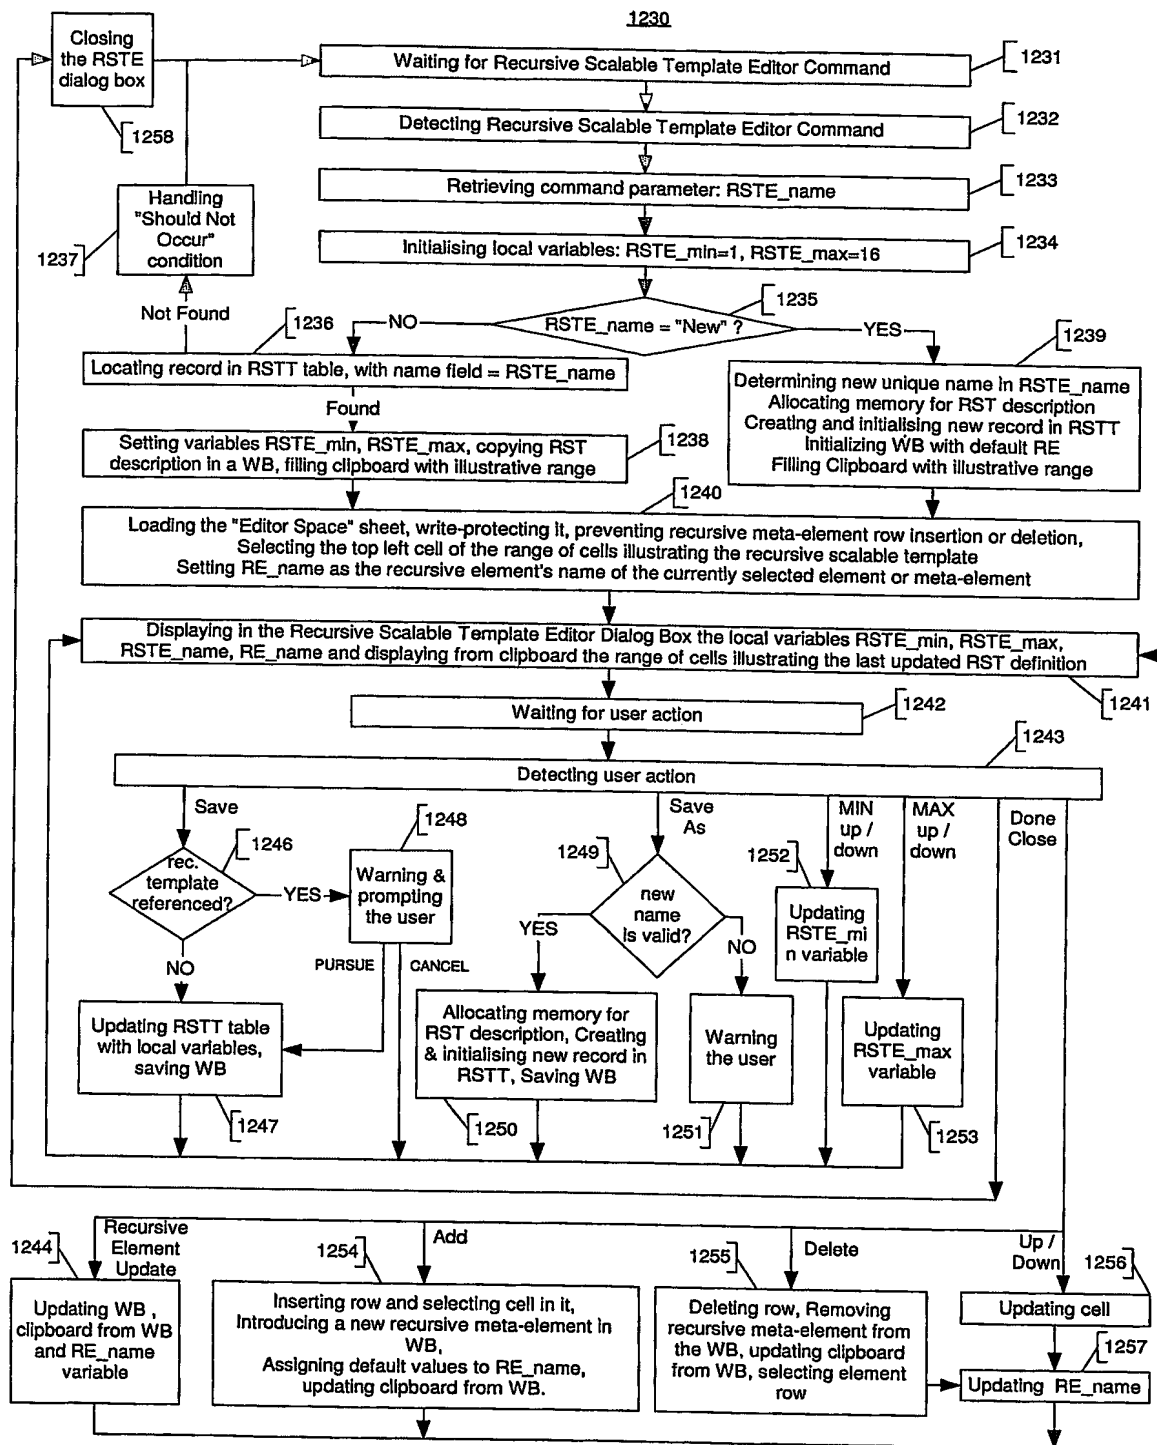 1230
Closing
the RSTE
dialog box
1258
Waiting for Recursive Scalable Template Editor Command
1231
Detecting Recursive Scalable Template Editor Command
1232
Retrieving command parameter: RSTE_name
1233
Handling
"Should Not
Occur"
condition
1237
Initialising local variables: RSTE_min=1, RSTE_max=16
1234
Not Found
1236
NO
RSTE_name = "New" ?
1235
YES
1239
Locating record in RSTT table, with name field = RSTE_name
Found
Determining new unique name in RSTE_name
Allocating memory for RST description
Creating and initialising new record in RSTT
Initializing WB with default RE
Filling Clipboard with illustrative range
Setting variables RSTE_min, RSTE_max, copying RST
description in a WB, filling clipboard with illustrative range
1238
1240
Loading the "Editor Space" sheet, write-protecting it, preventing recursive meta-element row insertion or deletion,
Selecting the top left cell of the range of cells illustrating the recursive scalable template
Setting RE_name as the recursive element's name of the currently selected element or meta-element
Displaying in the Recursive Scalable Template Editor Dialog Box the local variables RSTE_min, RSTE_max,
RSTE_name, RE_name and displaying from clipboard the range of cells illustrating the last updated RST definition
1241
Waiting for user action
1242
1243
Detecting user action
Save
1246
rec.
template
referenced?
YES
NO
1248
Warning &
prompting
the user
PURSUE
CANCEL
Updating RSTT table
with local variables,
saving WB
1247
Save
As
1249
new
name
is valid?
YES
NO
Allocating memory for
RST description, Creating
& initialising new record in
RSTT, Saving WB
1250
Warning
the user
1251
MIN
up /
down
1252
Updating
RSTE_mi
n variable
MAX
up /
down
Updating
RSTE_max
variable
1253
Done
Close
1244
Recursive
Element
Update
Updating WB ,
clipboard from WB
and RE_name
variable
1254
Add
Inserting row and selecting cell in it,
Introducing a new recursive meta-element in
WB,
Assigning default values to RE_name,
updating clipboard from WB.
1255
Delete
Deleting row, Removing
recursive meta-element from
the WB, updating clipboard
from WB, selecting element
row
Up /
Down
1256
Updating cell
1257
Updating RE_name